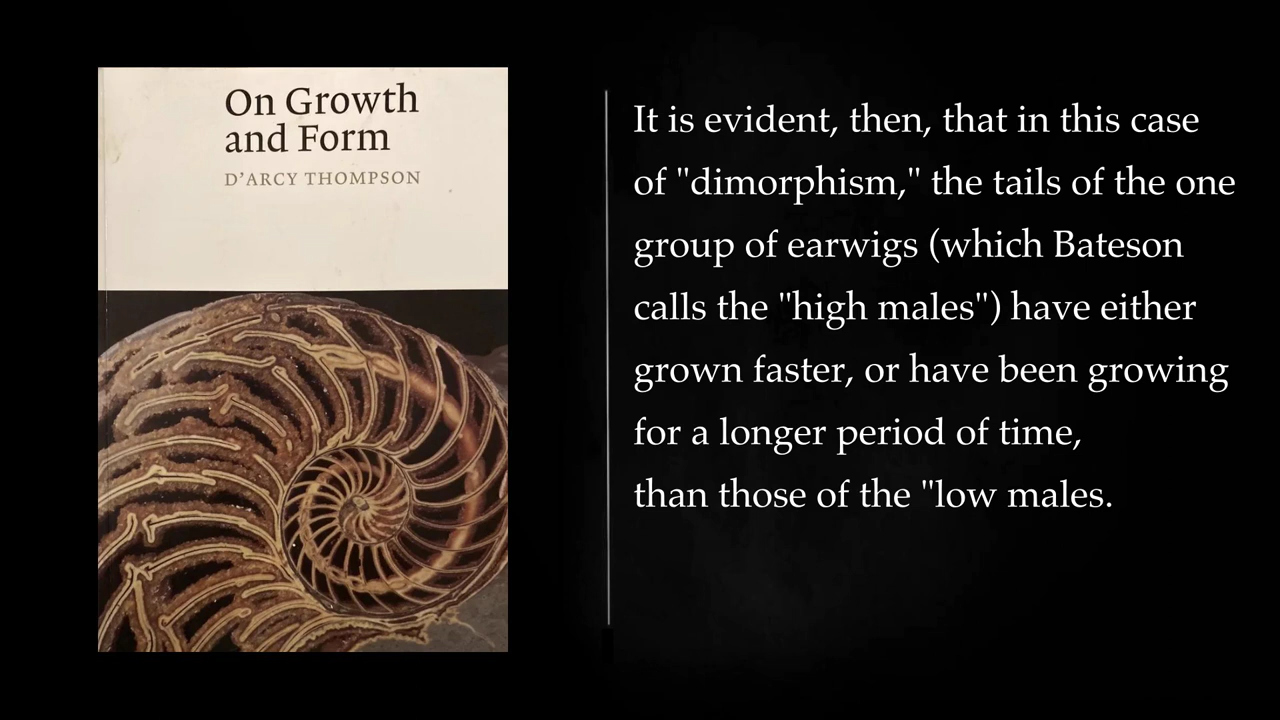 On Growth
and Form
D'ARCY THOMPSON
It is evident, then, that in this case
of "dimorphism," the tails of the one
group of earwigs (which Bateson
calls the "high males") have either
grown faster, or have been growing
for a longer period of time,
than those of the "low males.